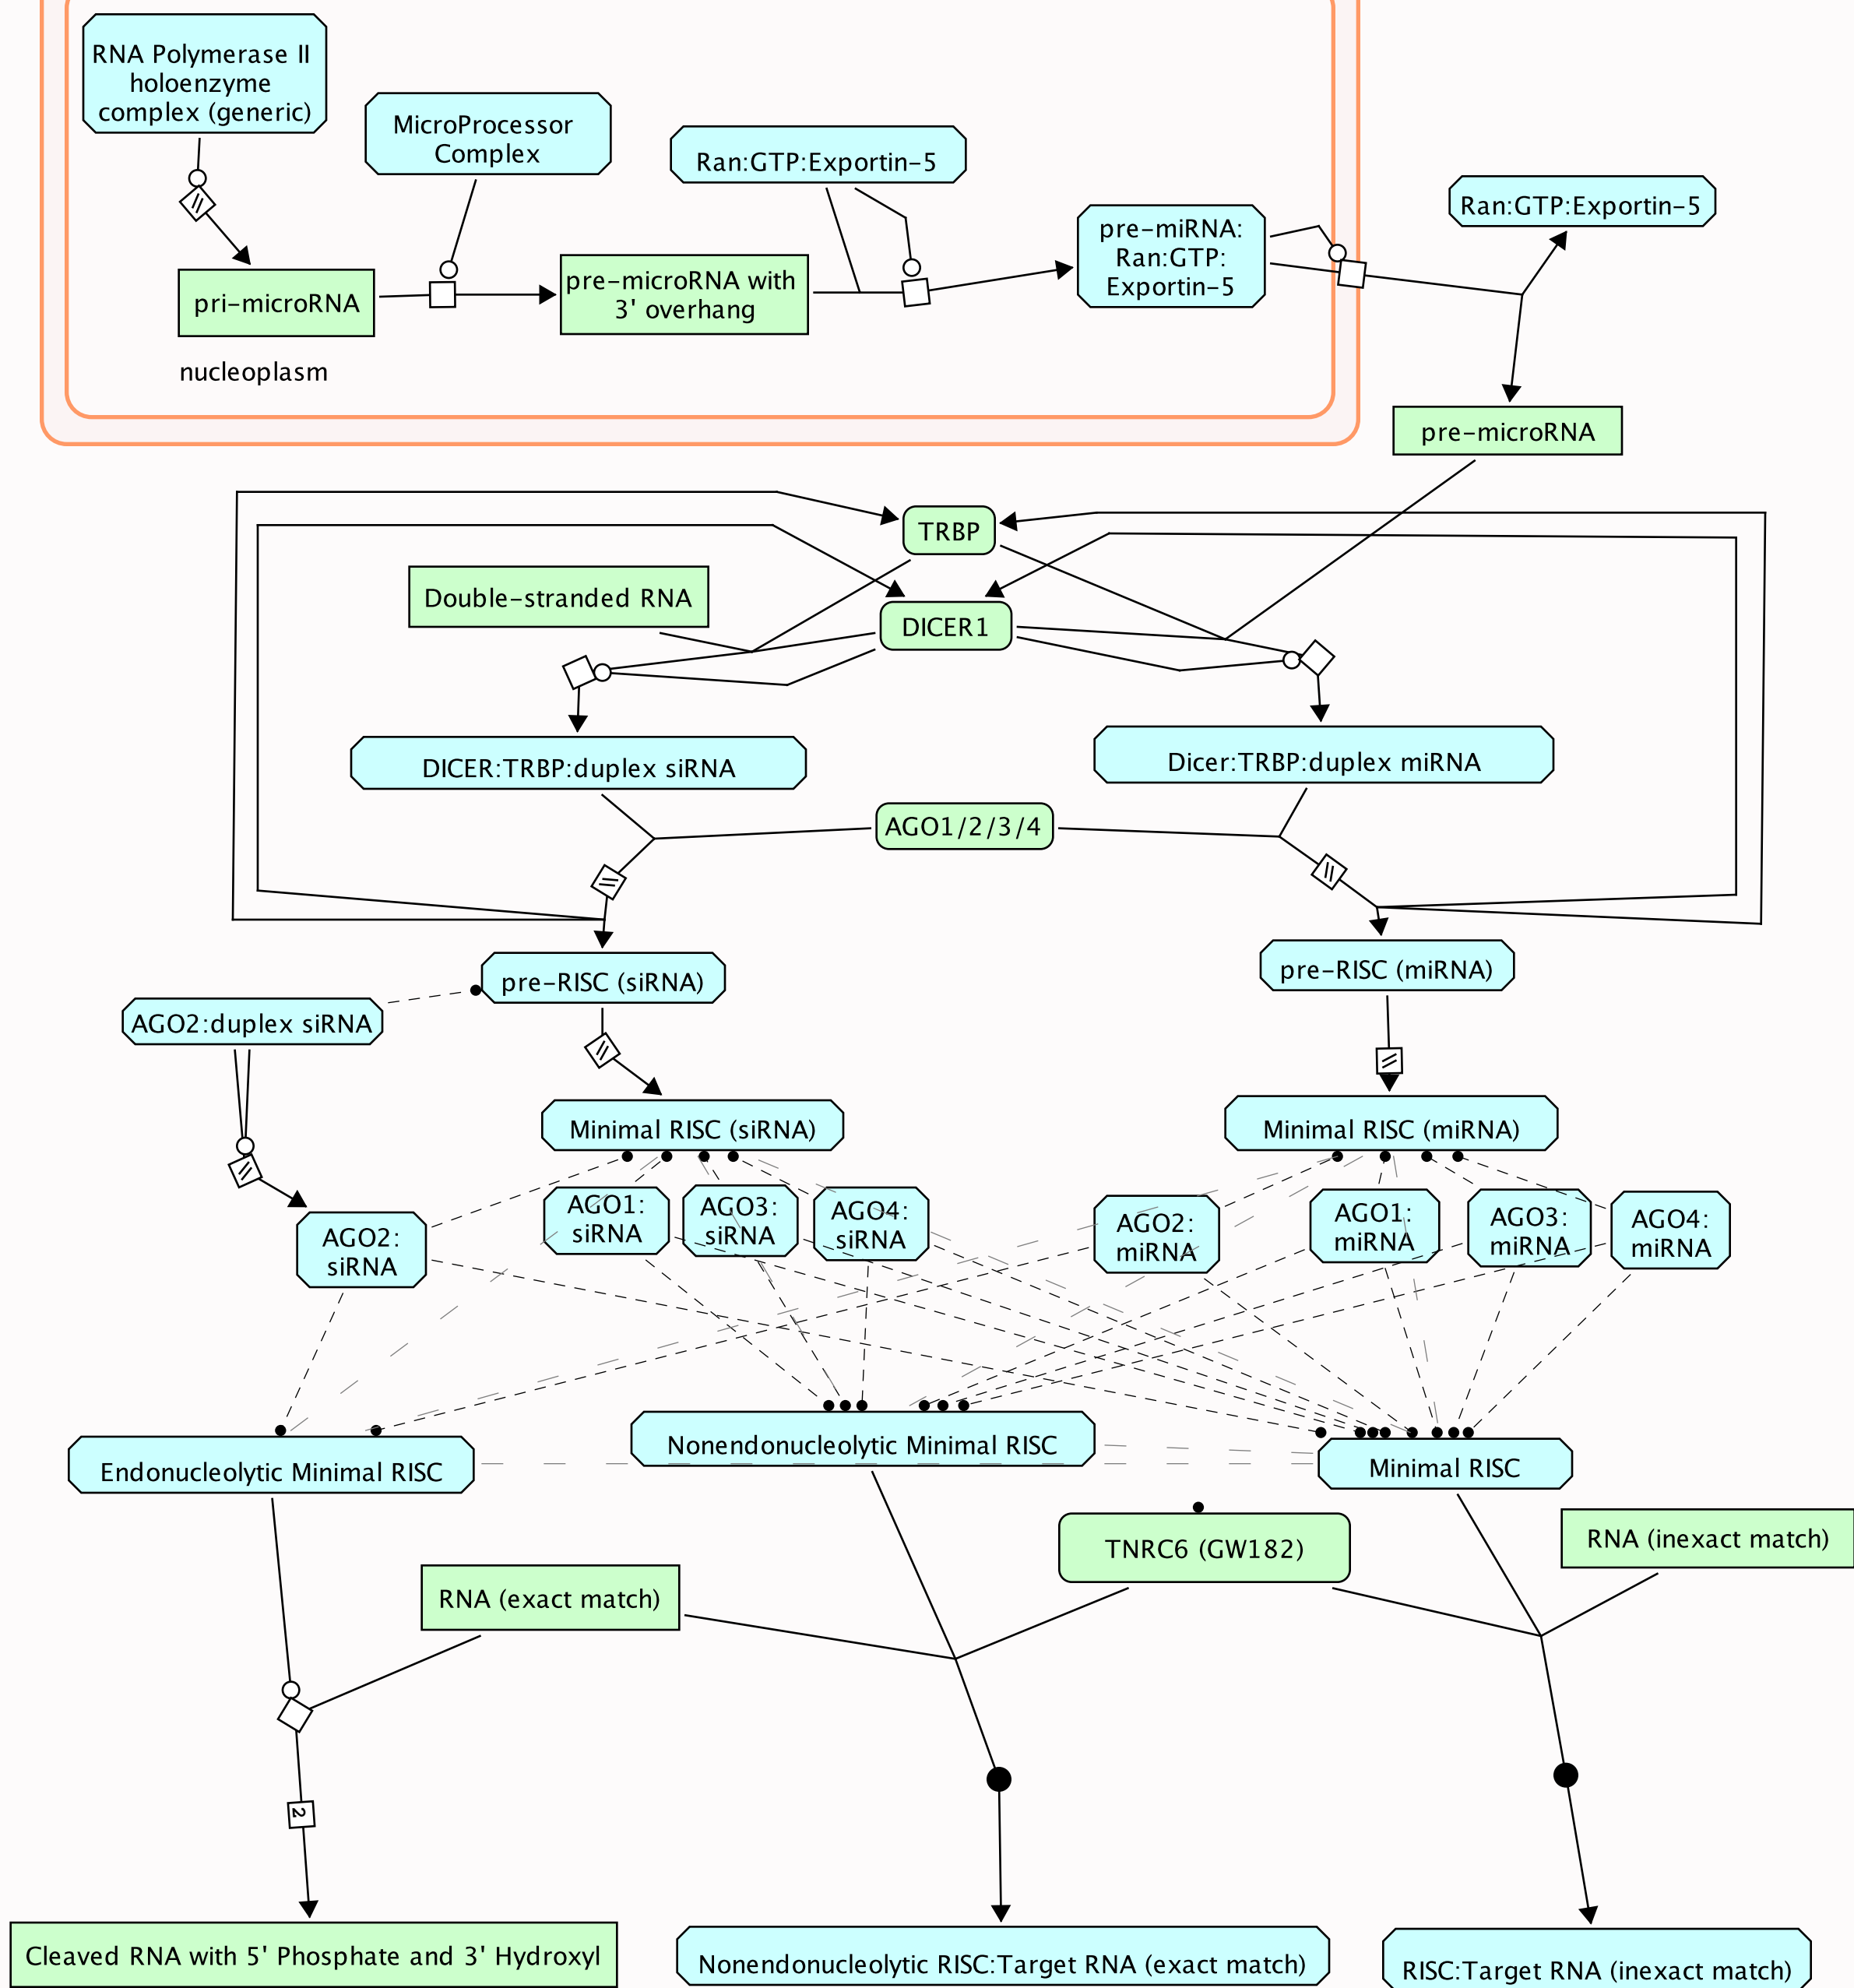 RNA Polymerase II
holoenzyme
complex (generic)
MicroProcessor
Complex
Ran:GTP:Exportin-5
pre-miRNA:
Ran:GTP:
Exportin-5
Ran:GTP:Exportin-5
pri-microRNA
pre-microRNA with
3' overhang
nucleoplasm
pre-microRNA
TRBP
Double-stranded RNA
DICER1
DICER:TRBP:duplex siRNA
Dicer:TRBP:duplex miRNA
AGO1/2/3/4
pre-RISC (siRNA)
pre-RISC (miRNA)
AGO2:duplex siRNA
Minimal RISC (siRNA)
Minimal RISC (miRNA)
AGO2:
siRNA
AGO1:
siRNA
AGO3:
siRNA
AGO4:
siRNA
AGO2:
miRNA
AGO1:
miRNA
AGO3:
miRNA
AGO4:
miRNA
Endonucleolytic Minimal RISC
Nonendonucleolytic Minimal RISC
Minimal RISC
TNRC6 (GW182)
RNA (inexact match)
RNA (exact match)
2
Cleaved RNA with 5' Phosphate and 3' Hydroxyl
Nonendonucleolytic RISC:Target RNA (exact match)
RISC:Target RNA (inexact match)